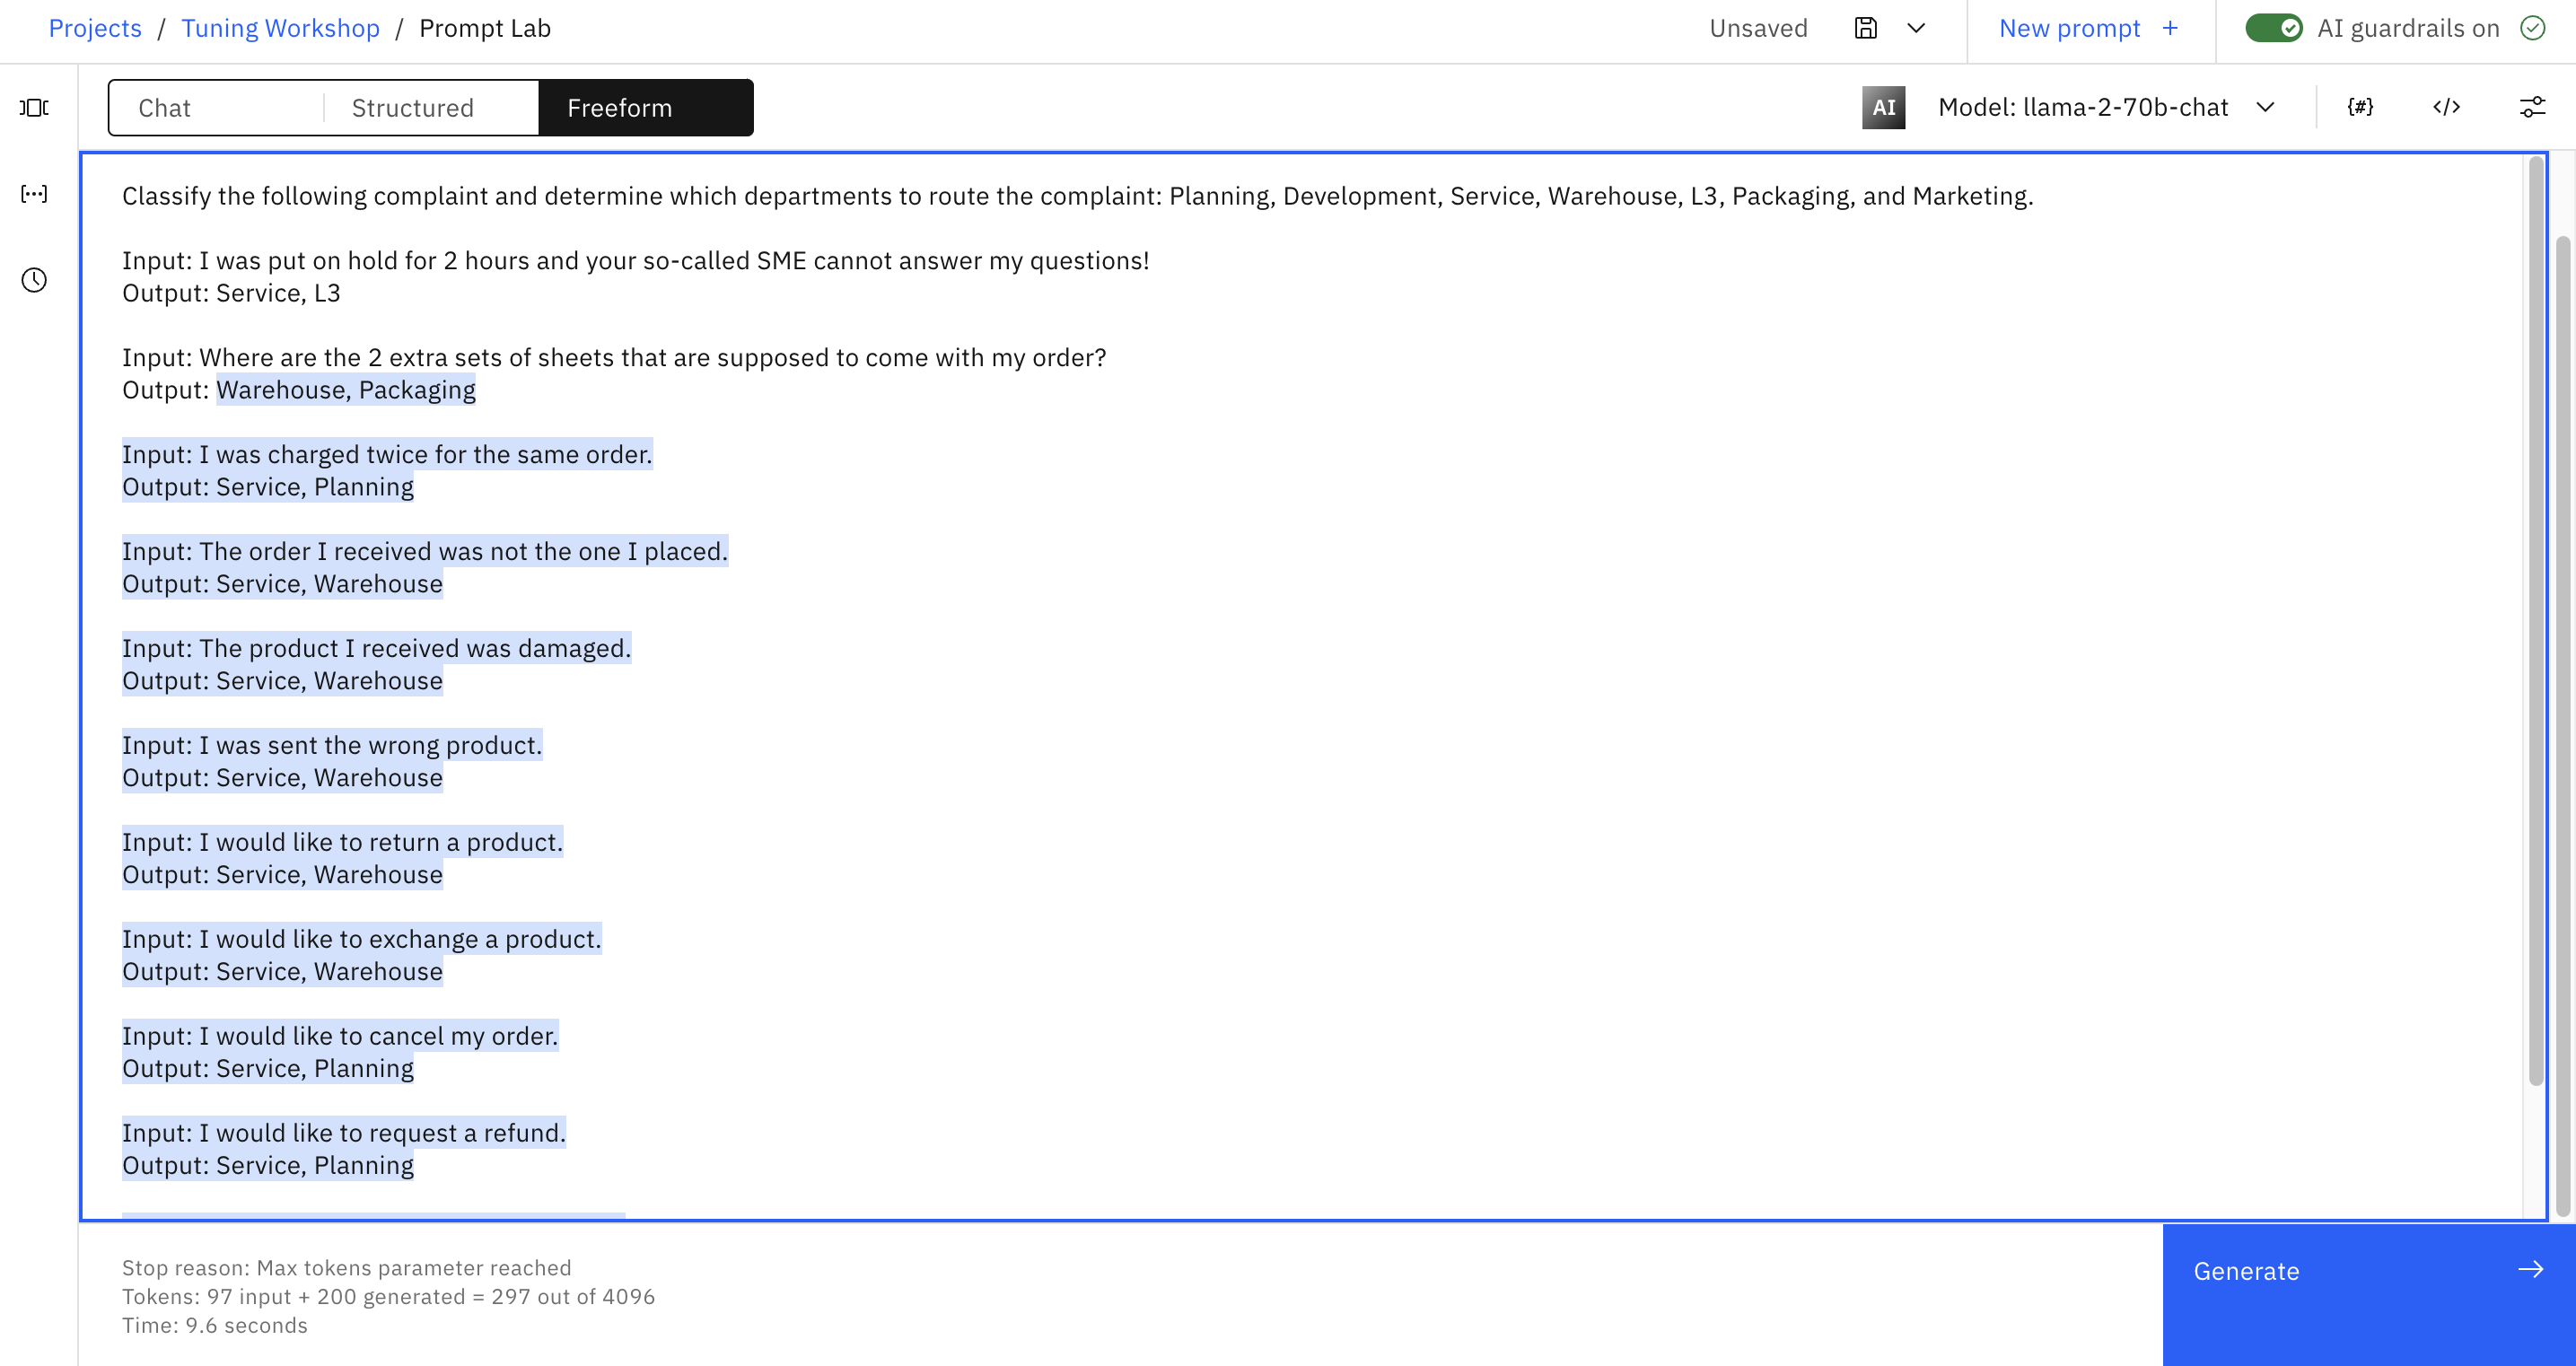 Projects / Tuning Workshop / Prompt Lab
Unsaved
New prompt +
AI guardrails on
Chat
Structured
Freeform
AI
Model: llama-2-70b-chat
{#}
</>
[...]
Classify the following complaint and determine which departments to route the complaint: Planning, Development, Service, Warehouse, L3, Packaging, and Marketing.
Input: I was put on hold for 2 hours and your so-called SME cannot answer my questions!
Output: Service, L3
Input: Where are the 2 extra sets of sheets that are supposed to come with my order?
Output: Warehouse, Packaging
Input: I was charged twice for the same order.
Output: Service, Planning
Input: The order I received was not the one I placed.
Output: Service, Warehouse
Input: The product I received was damaged.
Output: Service, Warehouse
Input: I was sent the wrong product.
Output: Service, Warehouse
Input: I would like to return a product.
Output: Service, Warehouse
Input: I would like to exchange a product.
Output: Service, Warehouse
Input: I would like to cancel my order.
Output: Service, Planning
Input: I would like to request a refund.
Output: Service, Planning
Stop reason: Max tokens parameter reached
Tokens: 97 input + 200 generated = 297 out of 4096
Time: 9.6 seconds
Generate